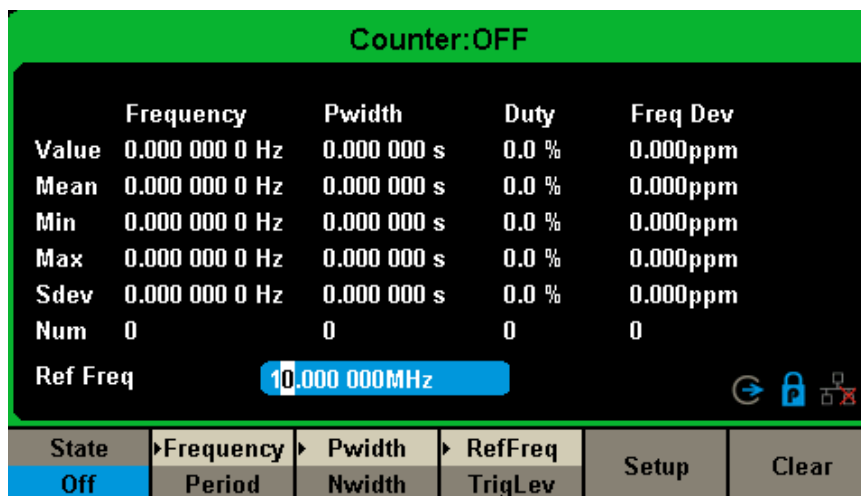 Counter:OFF
Frequency Pwidth Duty Freq Dev
Value 0.000 000 0 Hz 0.000 000 s 0.0 % 0.000ppm
Mean 0.000 000 0 Hz 0.000 000 s 0.0 % 0.000ppm
Min 0.000 000 0 Hz 0.000 000 s 0.0 % 0.000ppm
Max 0.000 000 0 Hz 0.000 000 s 0.0 % 0.000ppm
Sdev 0.000 000 0 Hz 0.000 000 s 0.0 % 0.000ppm
Num 0 0 0 0
Ref Freq 10.000 000MHz
P
State Frequency Pwidth RefFreq Setup Clear
Off Period Nwidth TrigLev